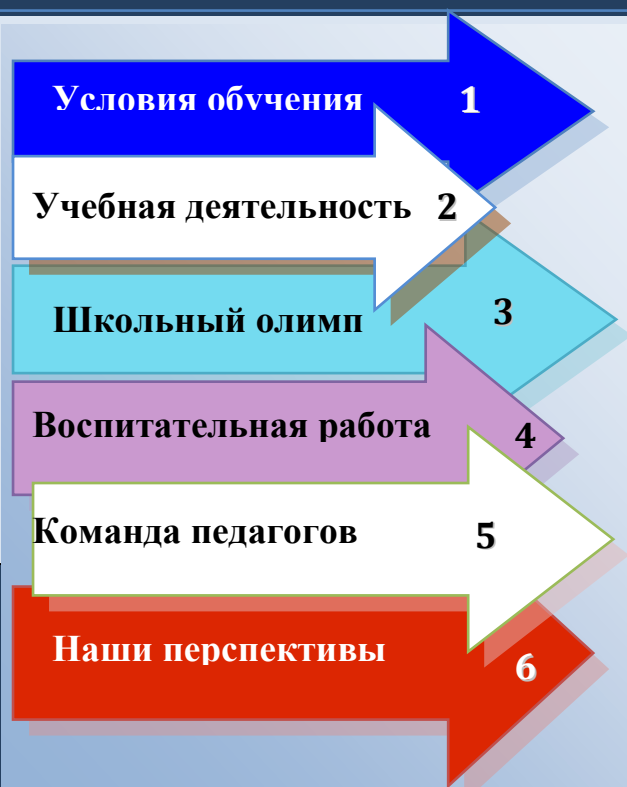 Условия обучения 1
Учебная деятельность 2
Школьный олимп 3
Воспитательная работа 4
Команда педагогов 5
Наши перспективы 6